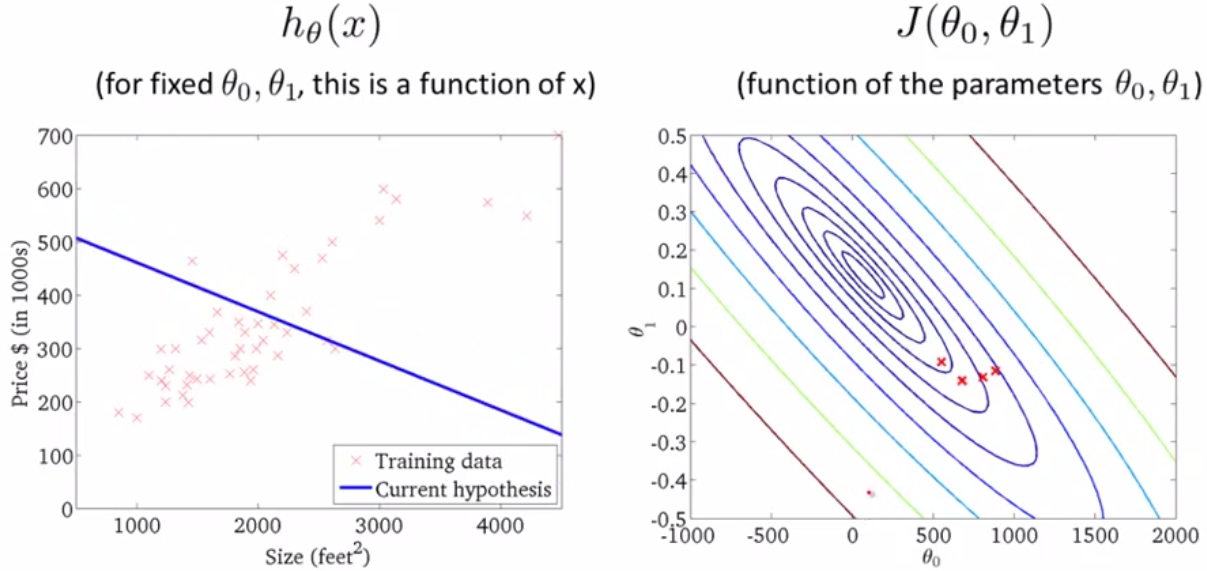 hθ(x)
(for fixed θ0, θ1, this is a function of x)
700
600
500
400
300
200
100
0
Price $ (in 1000s)
1000 2000 3000 4000
Size (feet²)
Training data
Current hypothesis
J(θ0, θ1)
(function of the parameters θ0, θ1)
0.5
0.4
0.3
0.2
0.1
0
-0.1
-0.2
-0.3
-0.4
-0.5
θ1
-1000 -500 0 500 1000 1500 2000
θ0